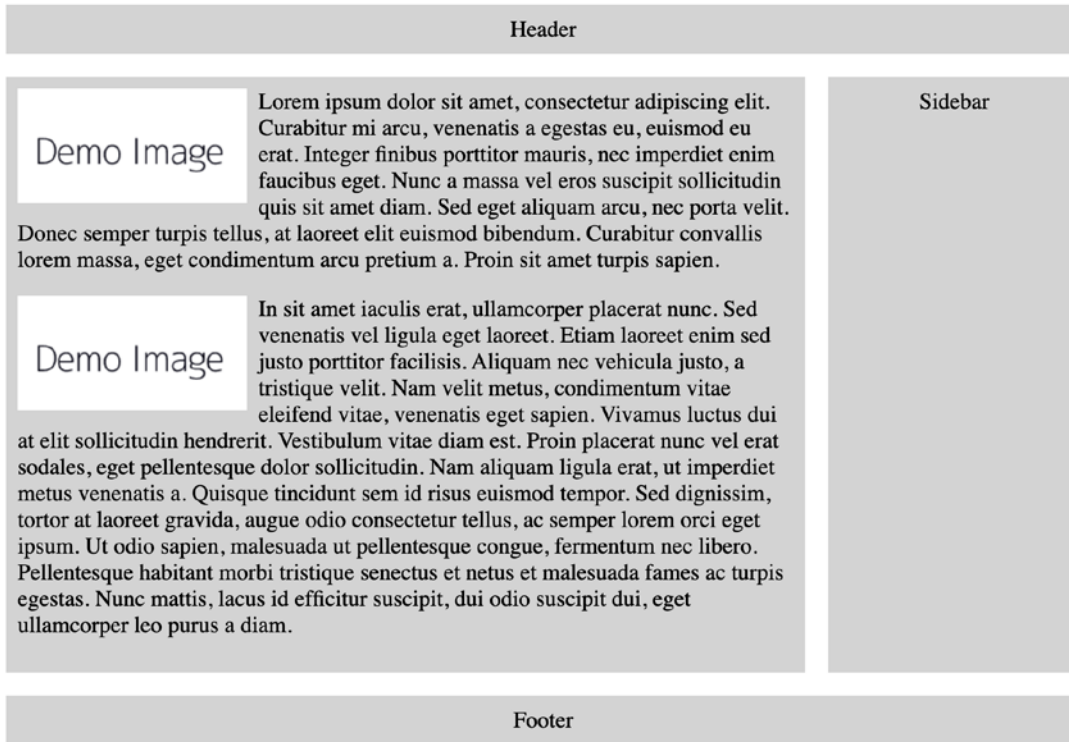 Header
Demo Image
Lorem ipsum dolor sit amet, consectetur adipiscing elit.
Curabitur mi arcu, venenatis a egestas eu, euismod eu
erat. Integer finibus porttitor mauris, nec imperdiet enim
faucibus eget. Nunc a massa vel eros suscipit sollicitudin
quis sit amet diam. Sed eget aliquam arcu, nec porta velit.
Donec semper turpis tellus, at laoreet elit euismod bibendum. Curabitur convallis
lorem massa, eget condimentum arcu pretium a. Proin sit amet turpis sapien.
Demo Image
In sit amet iaculis erat, ullamcorper placerat nunc. Sed
venenatis vel ligula eget laoreet. Etiam laoreet enim sed
justo porttitor facilisis. Aliquam nec vehicula justo, a
tristique velit. Nam velit metus, condimentum vitae
eleifend vitae, venenatis eget sapien. Vivamus luctus dui
at elit sollicitudin hendrerit. Vestibulum vitae diam est. Proin placerat nunc vel erat
sodales, eget pellentesque dolor sollicitudin. Nam aliquam ligula erat, ut imperdiet
metus venenatis a. Quisque tincidunt sem id risus euismod tempor. Sed dignissim,
tortor at laoreet gravida, augue odio consectetur tellus, ac semper lorem orci eget
ipsum. Ut odio sapien, malesuada ut pellentesque congue, fermentum nec libero.
Pellentesque habitant morbi tristique senectus et netus et malesuada fames ac turpis
egestas. Nunc mattis, lacus id efficitur suscipit, dui odio suscipit dui, eget
ullamcorper leo purus a diam.
Sidebar
Footer